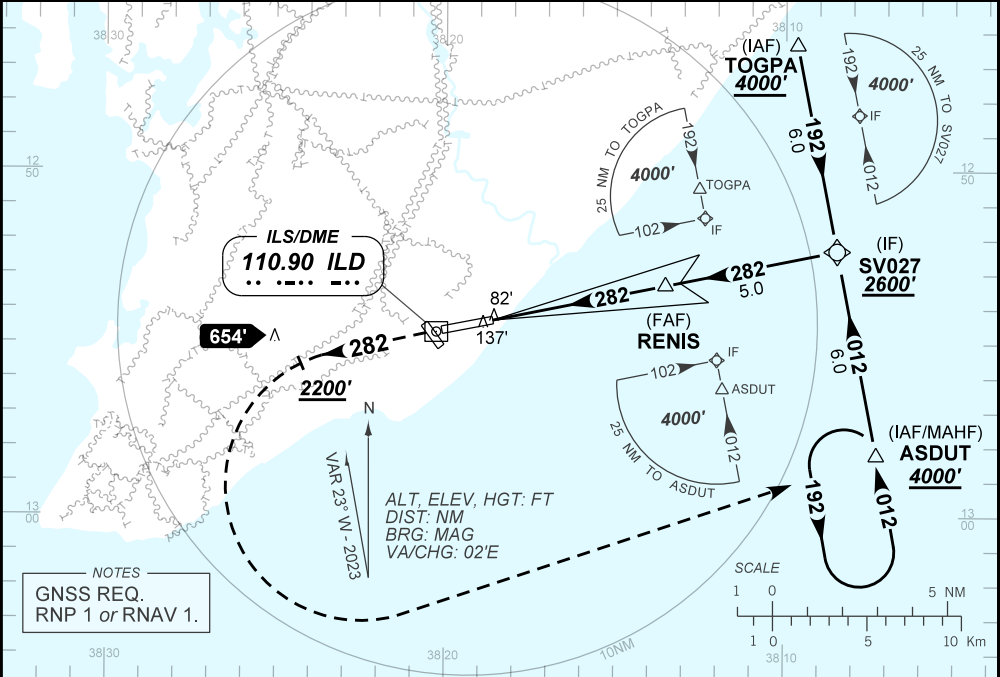 38 30
38 20
38 10
(IAF)
TOGPA
4000'
192
6.0
25 NM TO SV027
4000'
192
IF
012
25 NM TO TOGPA
4000'
192
TOGPA
102
IF
12
50
12
50
ILS/DME
110.90 ILD
(IF)
SV027
2600'
282
5.0
282
(FAF)
RENIS
82'
137'
654'
282
2200'
012
6.0
IF
102
ASDUT
4000'
012
25 NM TO ASDUT
(IAF/MAHF)
ASDUT
4000'
192
012
N
VAR 23° W - 2023
ALT, ELEV, HGT: FT
DIST: NM
BRG: MAG
VA/CHG: 02'E
13
00
13
00
NOTES
GNSS REQ.
RNP 1 or RNAV 1.
SCALE
1 0 5 NM
1 0 5 10 Km
10NM
38 30
38 20
38 10